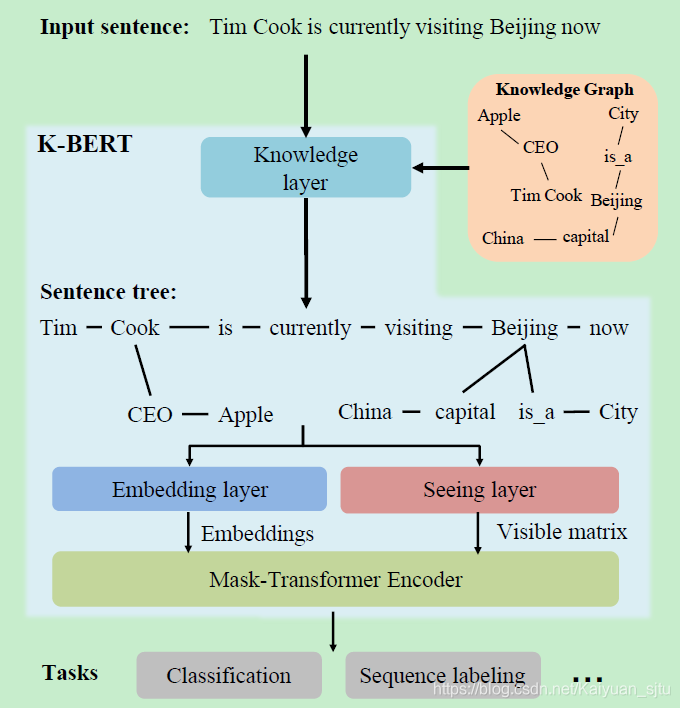 Input sentence: Tim Cook is currently visiting Beijing now
Knowledge Graph
Apple
City
CEO
is_a
Tim Cook
Beijing
China
capital
K-BERT
Knowledge
layer
Sentence tree:
Tim Cook is currently visiting Beijing now
CEO Apple
China capital is_a City
Embedding layer
Seeing layer
Embeddings
Visible matrix
Mask-Transformer Encoder
Tasks
Classification
Sequence labeling
...
https://blog.csdn.net/Kaiyuan_sjtu